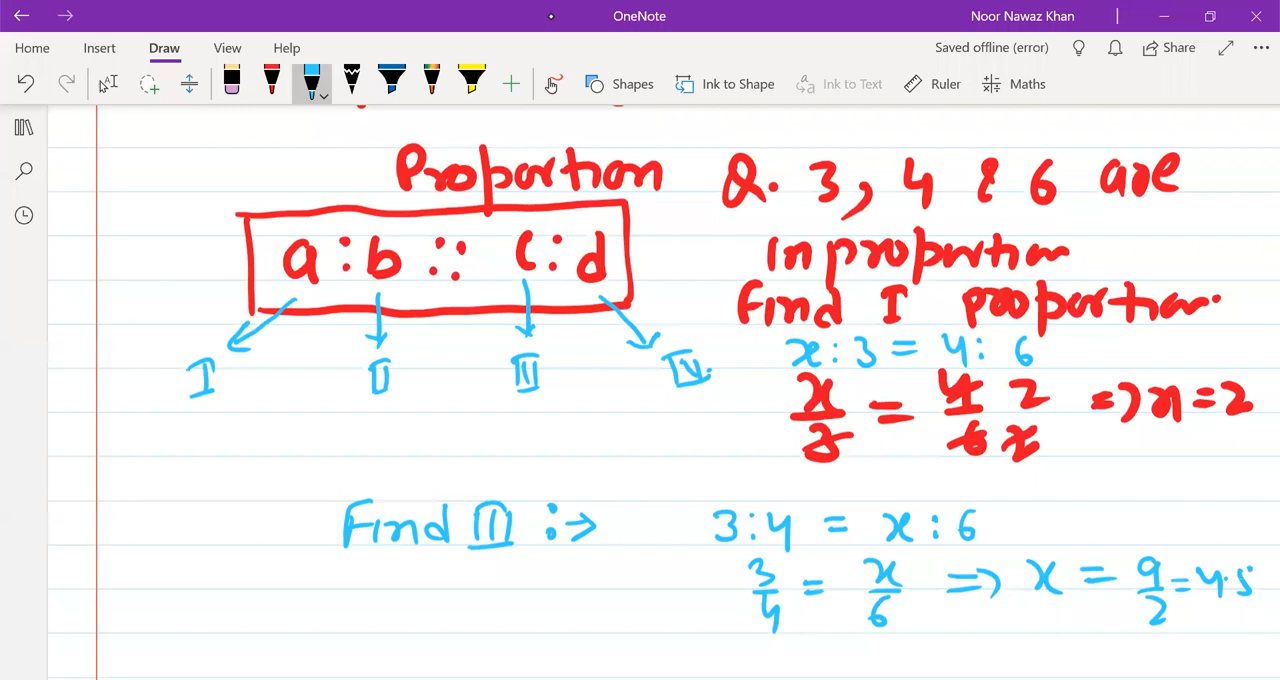 OneNote
Noor Nawaz Khan
Home Insert Draw View Help
Saved offline (error)
Share
Shapes
Ink to Shape
Ink to Text
Ruler
Maths
Proportion
a : b :: c : d
I II III IV
Q. 3, 4 & 6 are
In proportion
Find I proportion.
x : 3 = 4 : 6
x/3 = 4/6 2/x => x = 2
Find III :->
3 : 4 = x : 6
3/4 = x/6 => x = 9/2 = 4.5